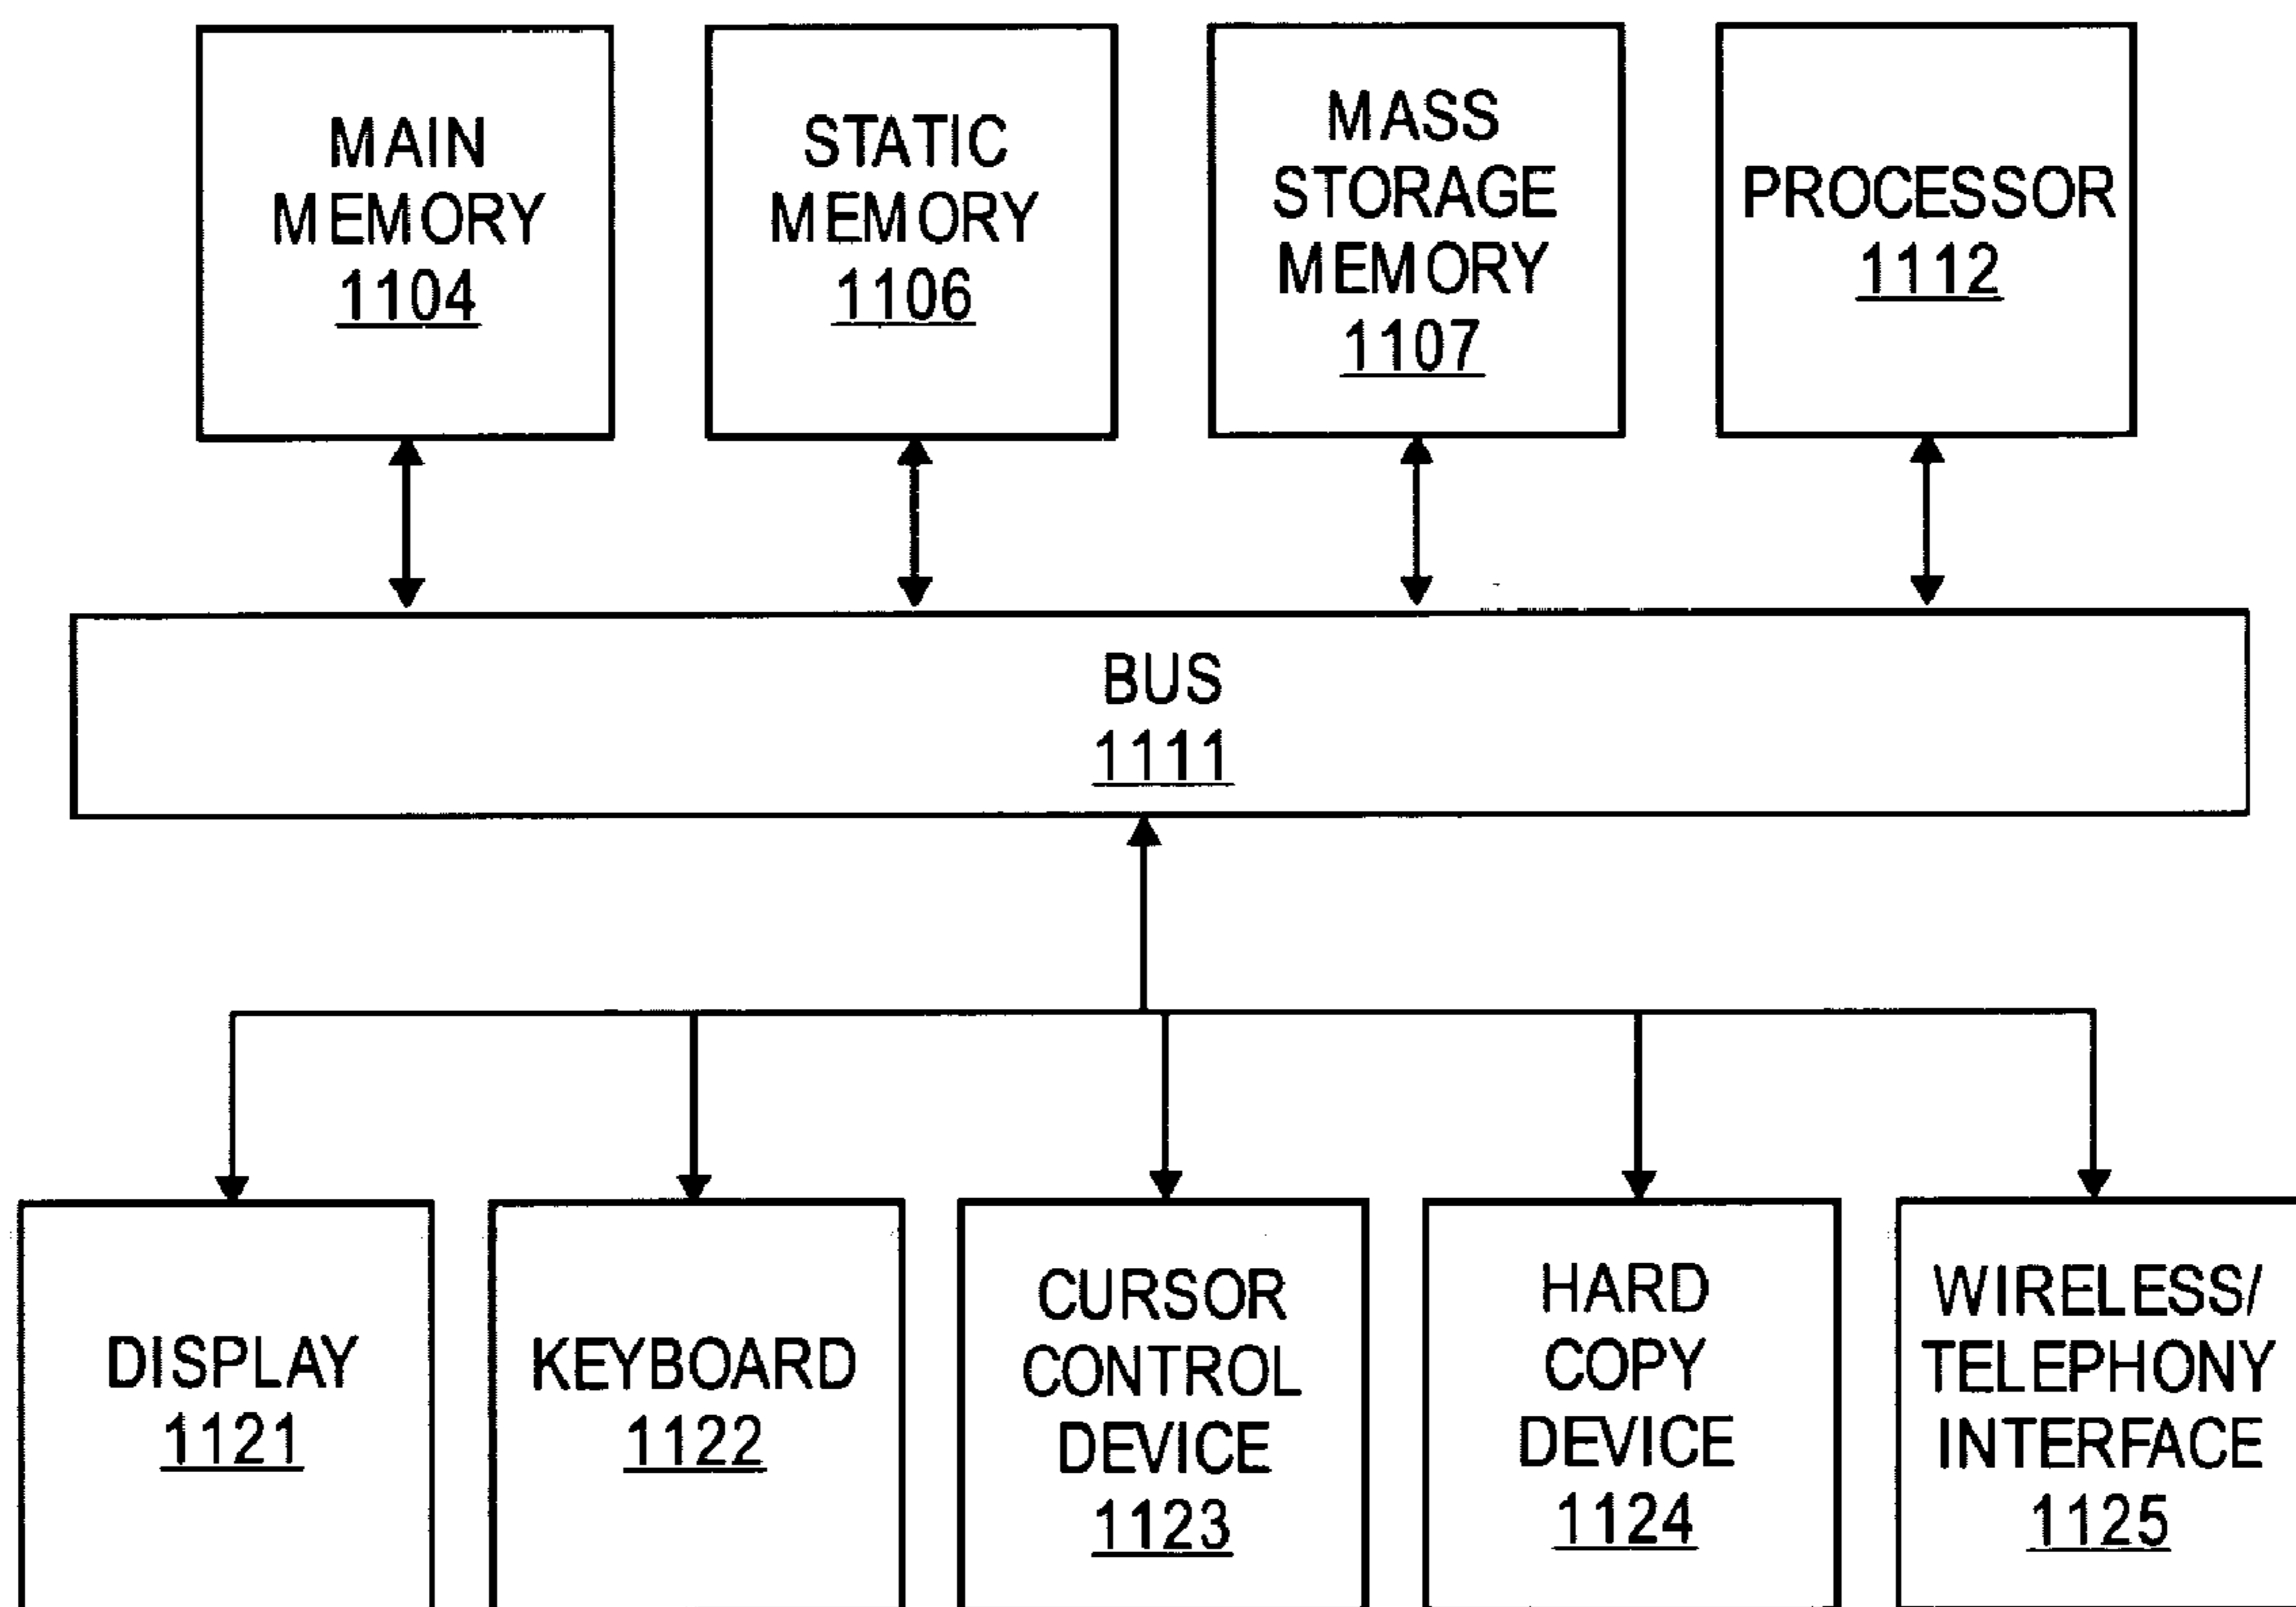 MAIN
MEMORY
1104
STATIC
MEMORY
1106
MASS
STORAGE
MEMORY
1107
PROCESSOR
1112
BUS
1111
DISPLAY
1121
KEYBOARD
1122
CURSOR
CONTROL
DEVICE
1123
HARD
COPY
DEVICE
1124
WIRELESS/
TELEPHONY
INTERFACE
1125